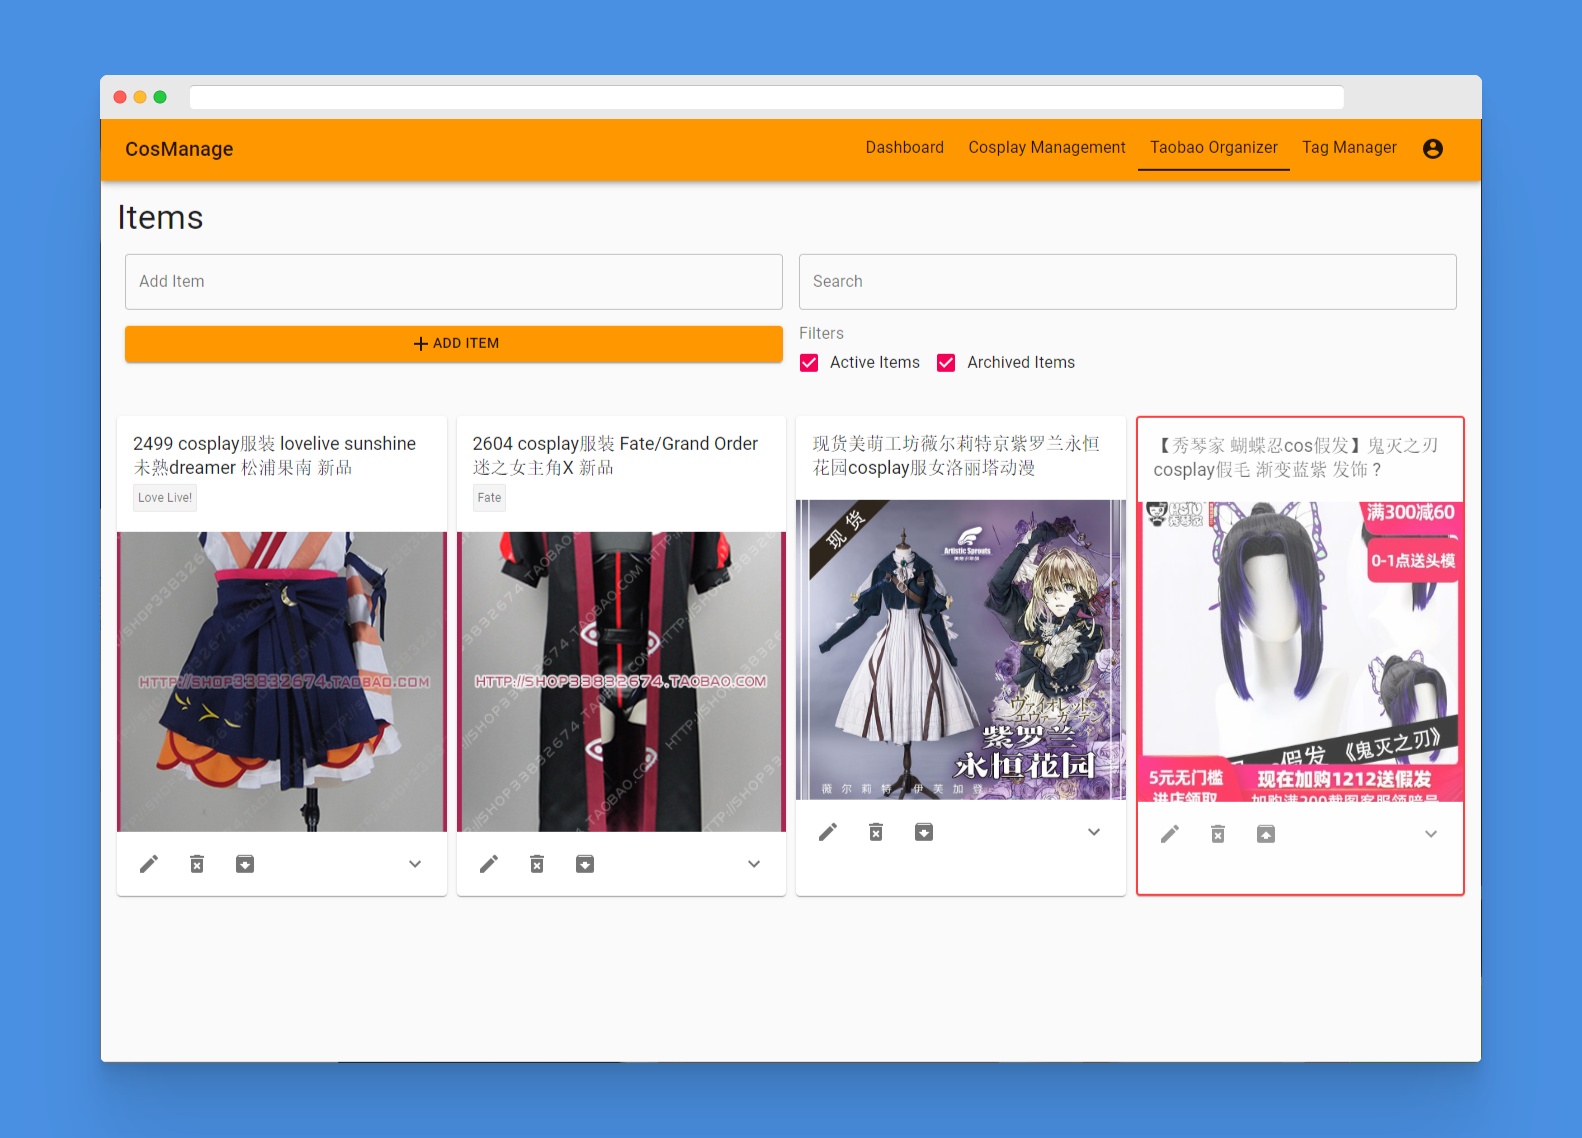 CosManage
Dashboard
Cosplay Management
Taobao Organizer
Tag Manager
Items
Add Item
Search
ADD ITEM
Filters
Active Items
Archived Items
2499 cosplay服装 lovelive sunshine
未熟dreamer 松浦果南 新品
Love Live!
HTTP://SHOP33832674.TAOBAO.COM
2604 cosplay服装 Fate/Grand Order
迷之女主角X 新品
Fate
HTTP://SHOP33832674.TAOBAO.COM
现货美萌工坊薇尔莉特京紫罗兰永恒
花园cosplay服女洛丽塔动漫
现货
Artistic Sprouts
ヴァイオレット・
エヴァーガーデン
紫罗兰
永恒花园
薇尔莉特 伊芙加登
【秀琴家 蝴蝶忍cos假发】鬼灭之刃
cosplay假毛 渐变蓝紫 发饰 ?
满300减60
0-1点送头模
假发 《鬼灭之刃》
5元无门槛
进店领取
现在加购1212送假发